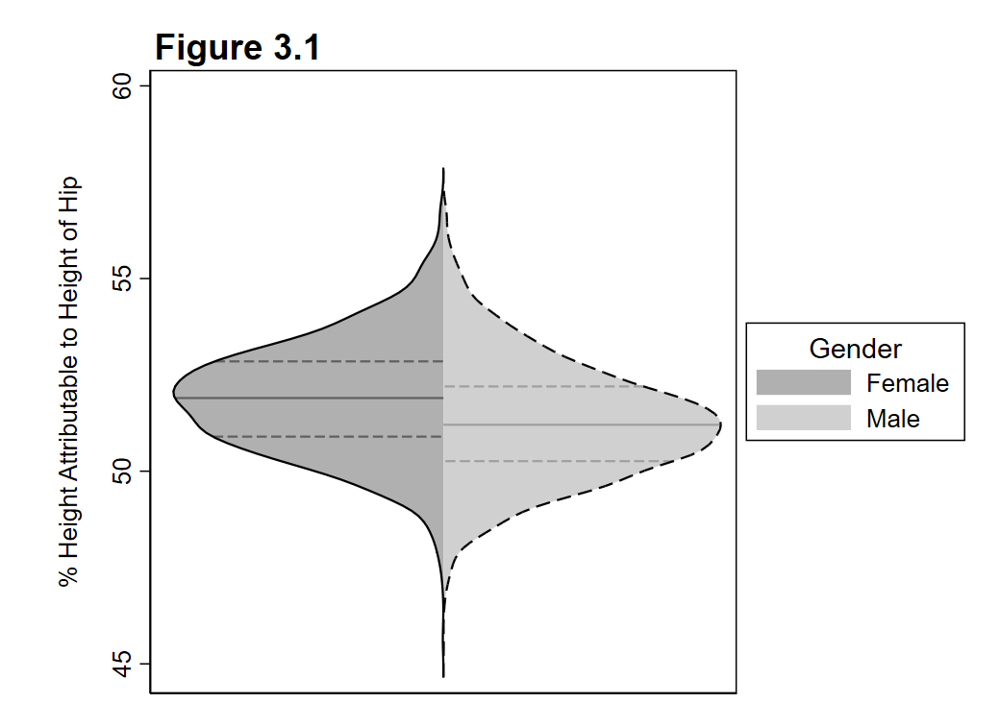 Figure 3.1
% Height Attributable to Height of Hip
60
55
50
45
Gender
Female
Male